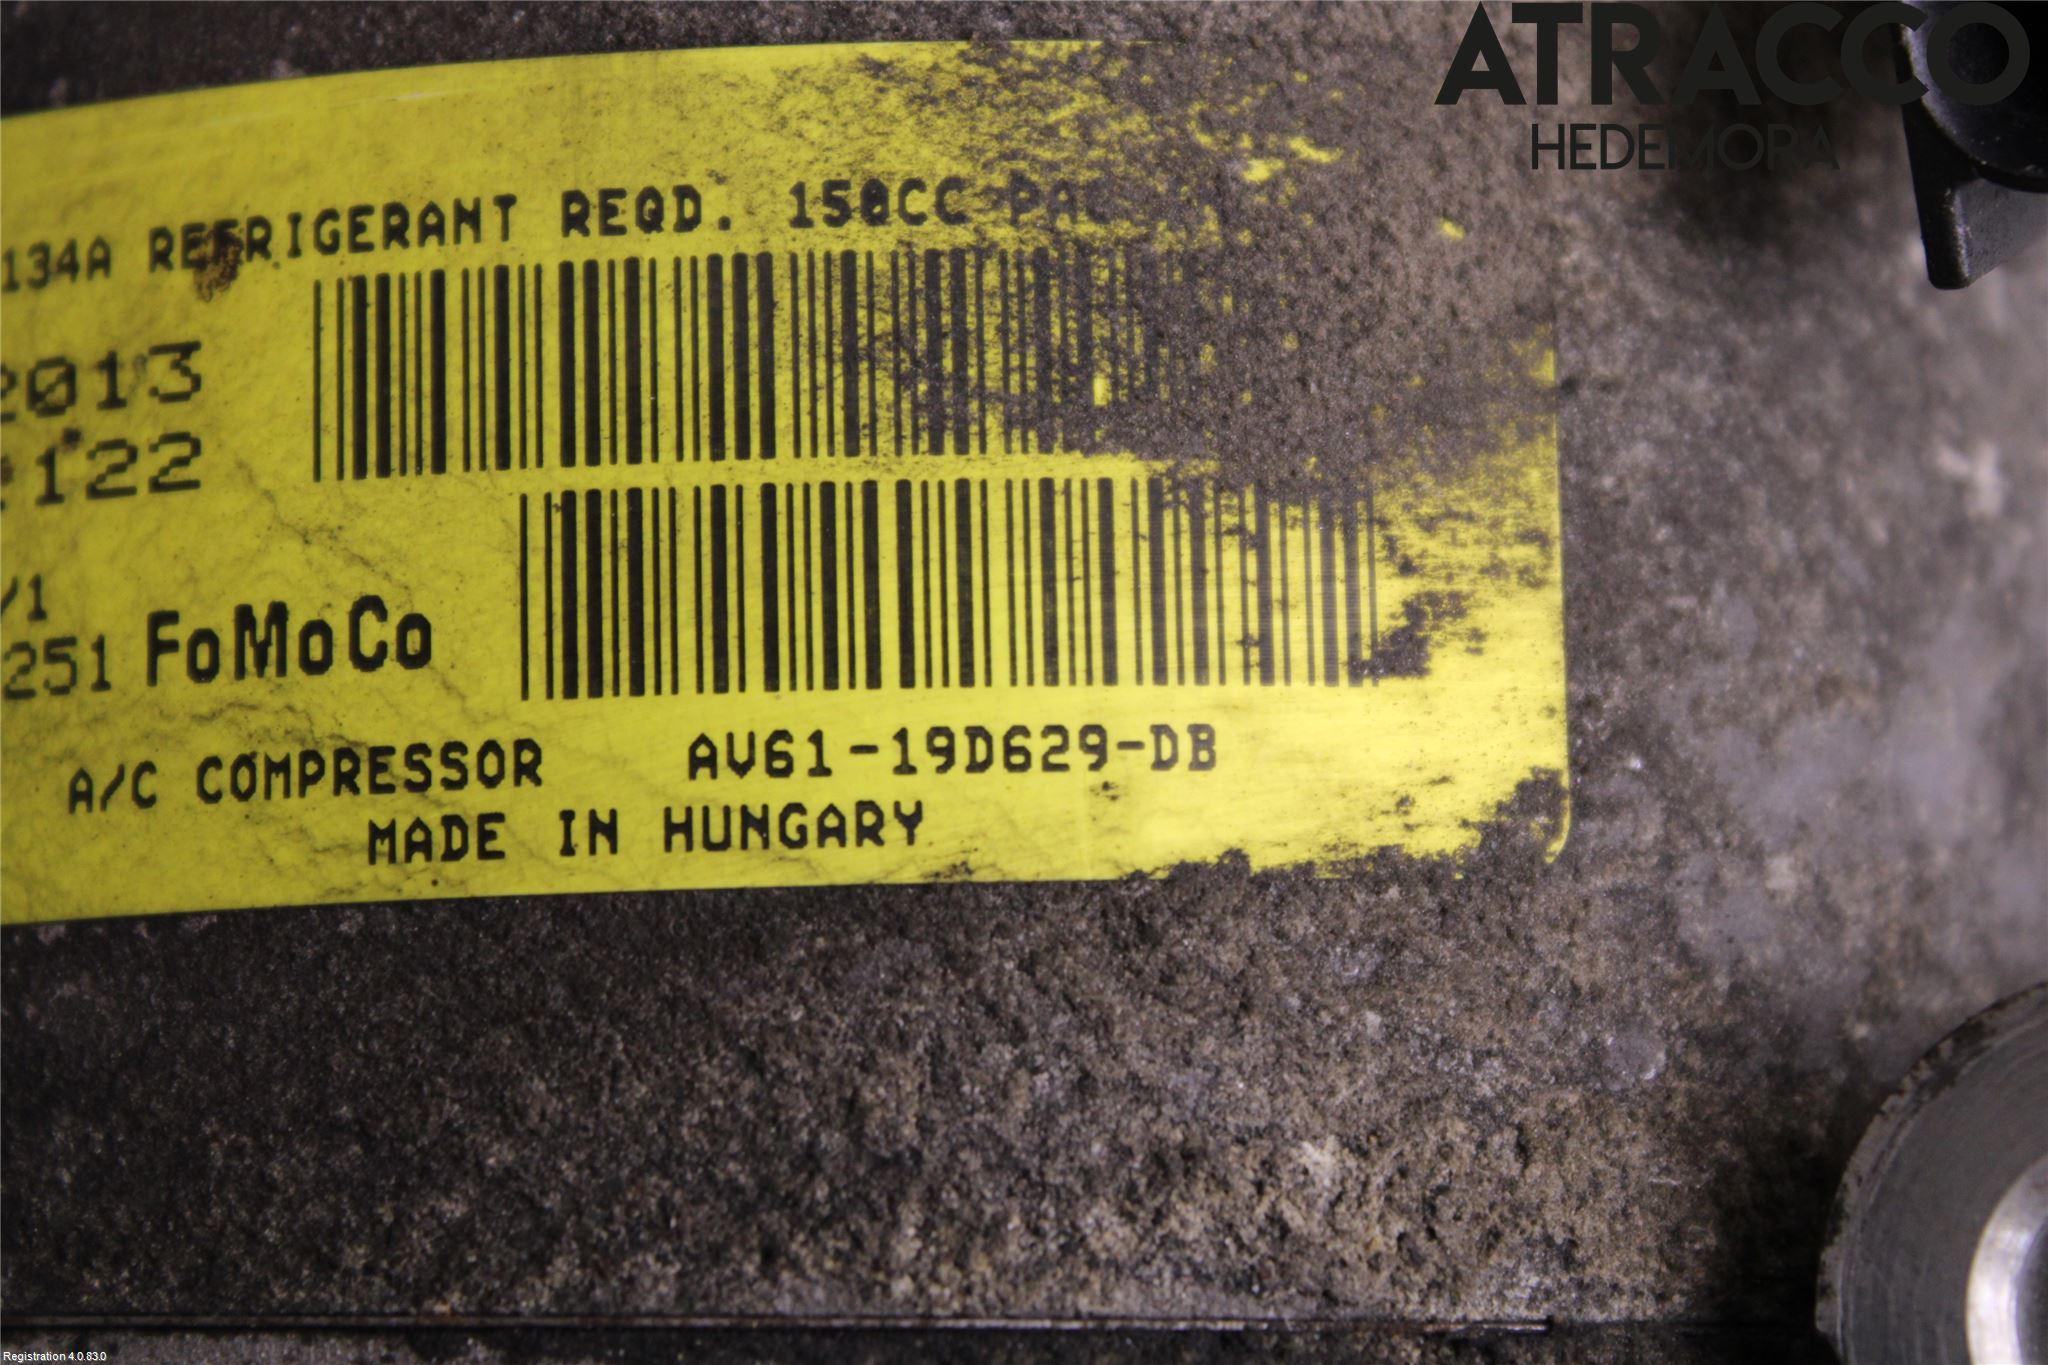 ATRACCO
HEDEMORA
134A REFRIGERANT REQD. 150CC PAG
2013
122
/1
251 FoMoCo
A/C COMPRESSOR AV61-19D629-DB
MADE IN HUNGARY
Registration 4.0.83.0